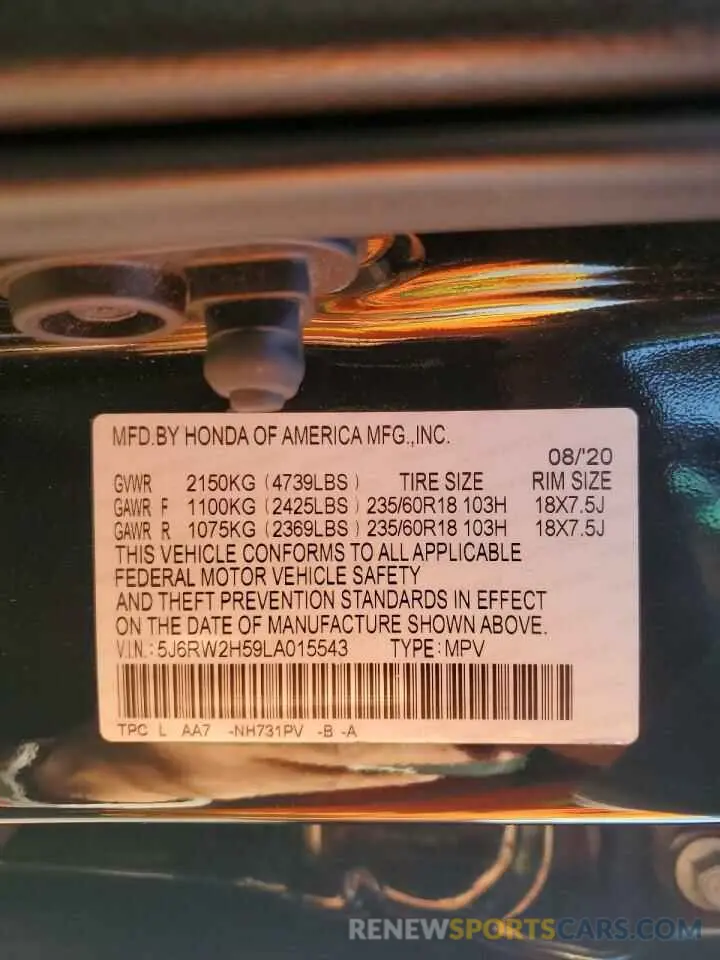 MFD.BY HONDA OF AMERICA MFG.,INC.
08/'20
GVWR 2150KG (4739LBS) TIRE SIZE RIM SIZE
GAWR F 1100KG (2425LBS) 235/60R18 103H 18X7.5J
GAWR R 1075KG (2369LBS) 235/60R18 103H 18X7.5J
THIS VEHICLE CONFORMS TO ALL APPLICABLE
FEDERAL MOTOR VEHICLE SAFETY
AND THEFT PREVENTION STANDARDS IN EFFECT
ON THE DATE OF MANUFACTURE SHOWN ABOVE.
V.I.N.: 5J6RW2H59LA015543 TYPE: MPV
TPC L AA7 -NH731PV -B -A
RENEWSPORTSCARS.COM